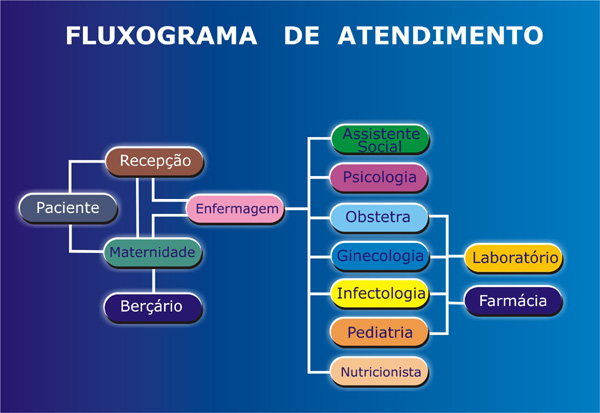 FLUXOGRAMA DE ATENDIMENTO
Assistente
Social
Recepção
Psicologia
Paciente
Enfermagem
Obstetra
Maternidade
Ginecologia
Laboratório
Berçário
Infectologia
Farmácia
Pediatria
Nutricionista